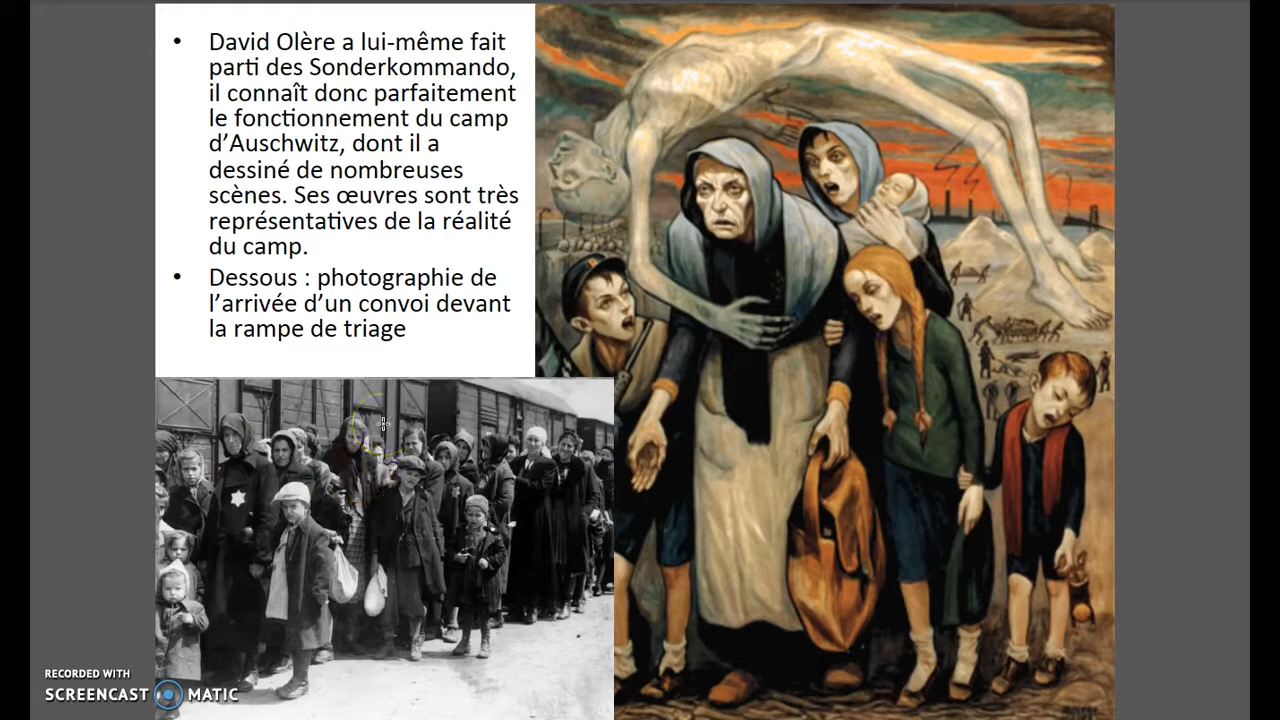 • David Olère a lui-même fait
parti des Sonderkommando,
il connaît donc parfaitement
le fonctionnement du camp
d’Auschwitz, dont il a
dessiné de nombreuses
scènes. Ses œuvres sont très
représentatives de la réalité
du camp.
• Dessous : photographie de
l’arrivée d’un convoi devant
la rampe de triage
RECORDED WITH
SCREENCAST MATIC